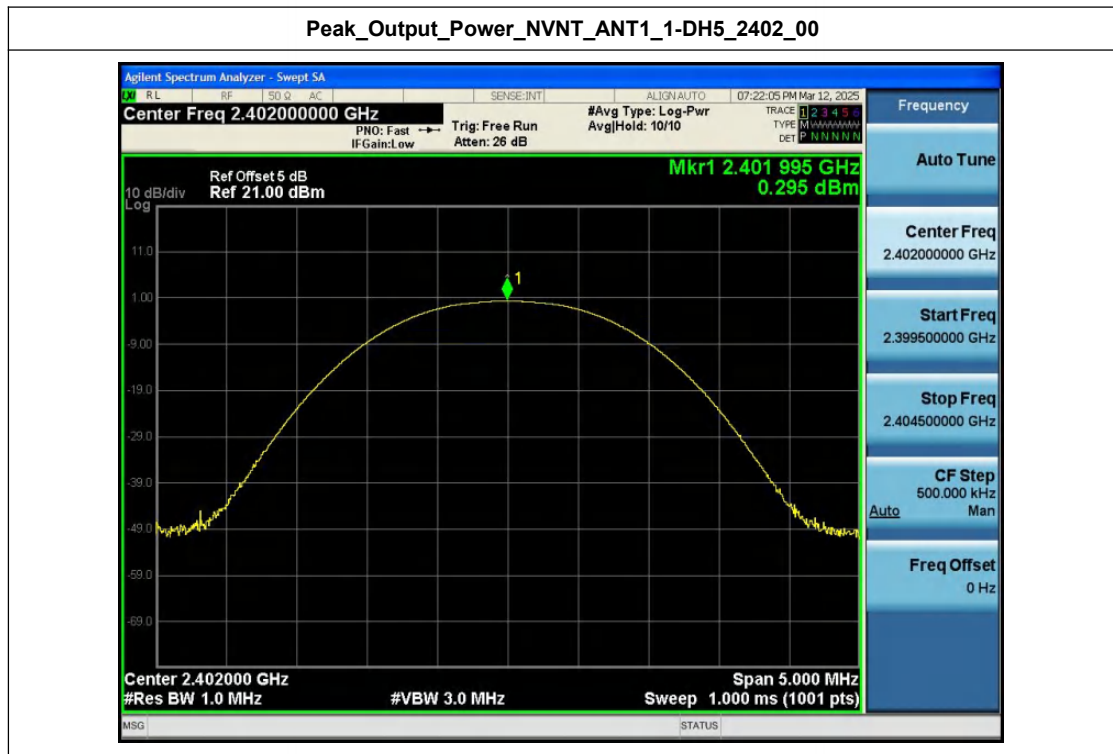 Peak_Output_Power_NVNT_ANT1_1-DH5_2402_00
Agilent Spectrum Analyzer - Swept SA
LXI RL RF 50 Ω AC SENSE:INT ALIGN AUTO 07:22:05 PM Mar 12, 2025
Center Freq 2.402000000 GHz
PNO: Fast
IFGain:Low
Trig: Free Run
Atten: 26 dB
#Avg Type: Log-Pwr
Avg|Hold: 10/10
TRACE 1 2 3 4 5 6
TYPE M
DET P N N N N N
Frequency
Mkr1 2.401 995 GHz
0.295 dBm
Ref Offset 5 dB
10 dB/div Ref 21.00 dBm
Log
11.0
1.00
-9.00
-19.0
-29.0
-39.0
-49.0
-59.0
-69.0
1
Center 2.402000 GHz Span 5.000 MHz
#Res BW 1.0 MHz #VBW 3.0 MHz Sweep 1.000 ms (1001 pts)
Auto Tune
Center Freq
2.402000000 GHz
Start Freq
2.399500000 GHz
Stop Freq
2.404500000 GHz
CF Step
500.000 kHz
Auto Man
Freq Offset
0 Hz
MSG STATUS